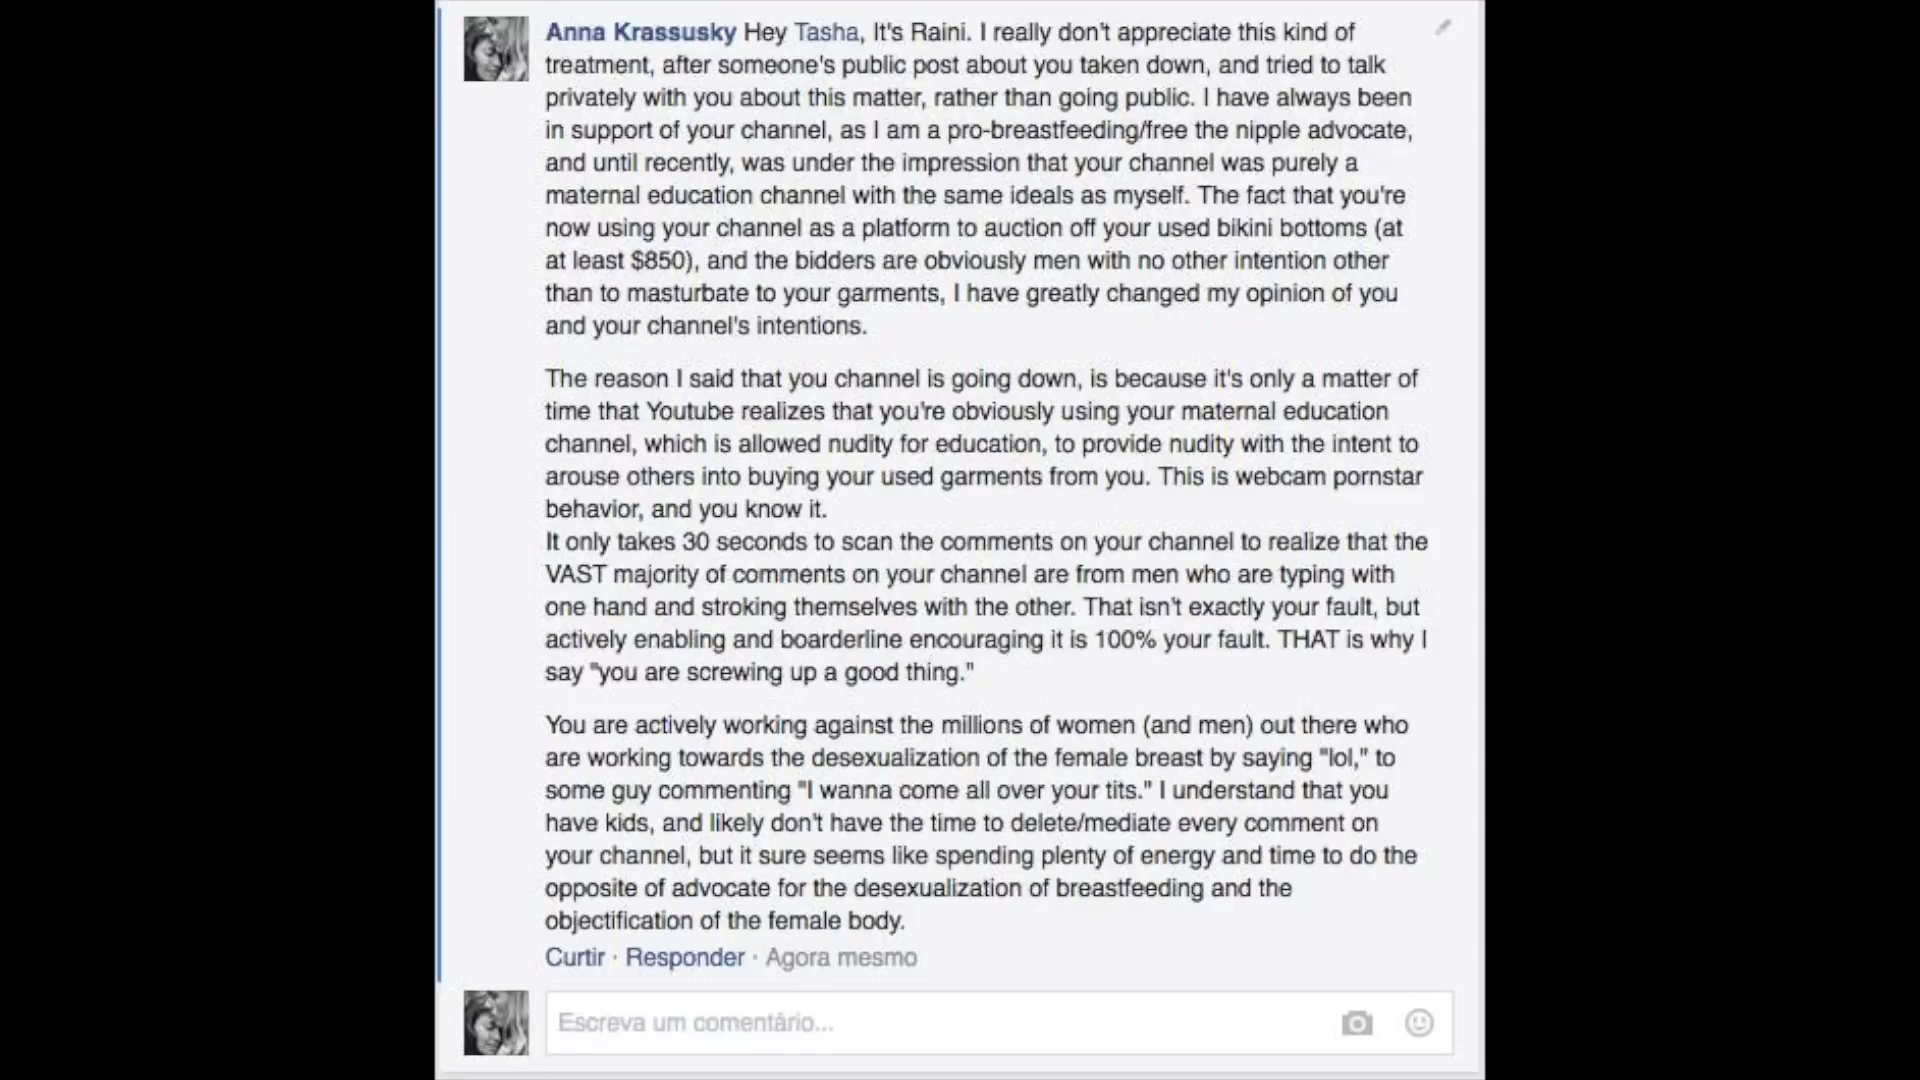 Anna Krassusky Hey Tasha, It's Raini. I really don't appreciate this kind of
treatment, after someone's public post about you taken down, and tried to talk
privately with you about this matter, rather than going public. I have always been
in support of your channel, as I am a pro-breastfeeding/free the nipple advocate,
and until recently, was under the impression that your channel was purely a
maternal education channel with the same ideals as myself. The fact that you're
now using your channel as a platform to auction off your used bikini bottoms (at
at least $850), and the bidders are obviously men with no other intention other
than to masturbate to your garments, I have greatly changed my opinion of you
and your channel's intentions.
The reason I said that you channel is going down, is because it's only a matter of
time that Youtube realizes that you're obviously using your maternal education
channel, which is allowed nudity for education, to provide nudity with the intent to
arouse others into buying your used garments from you. This is webcam pornstar
behavior, and you know it.
It only takes 30 seconds to scan the comments on your channel to realize that the
VAST majority of comments on your channel are from men who are typing with
one hand and stroking themselves with the other. That isn't exactly your fault, but
actively enabling and boarderline encouraging it is 100% your fault. THAT is why I
say "you are screwing up a good thing."
You are actively working against the millions of women (and men) out there who
are working towards the desexualization of the female breast by saying "lol," to
some guy commenting "I wanna come all over your tits." I understand that you
have kids, and likely don't have the time to delete/mediate every comment on
your channel, but it sure seems like spending plenty of energy and time to do the
opposite of advocate for the desexualization of breastfeeding and the
objectification of the female body.
Curtir · Responder · Agora mesmo
Escreva um comentário...